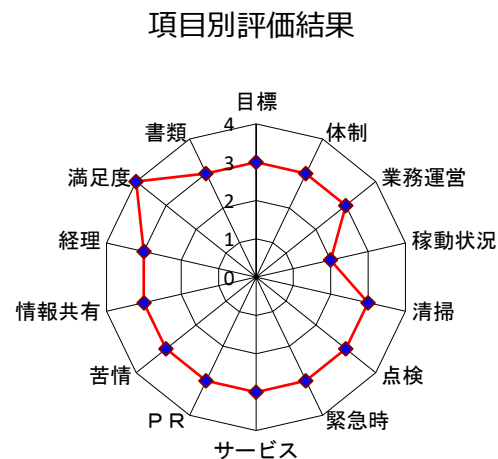 項目別評価結果
目標
体制
業務運営
稼動状況
清掃
点検
緊急時
サービス
ＰＲ
苦情
情報共有
経理
満足度
書類
4
3
2
1
0